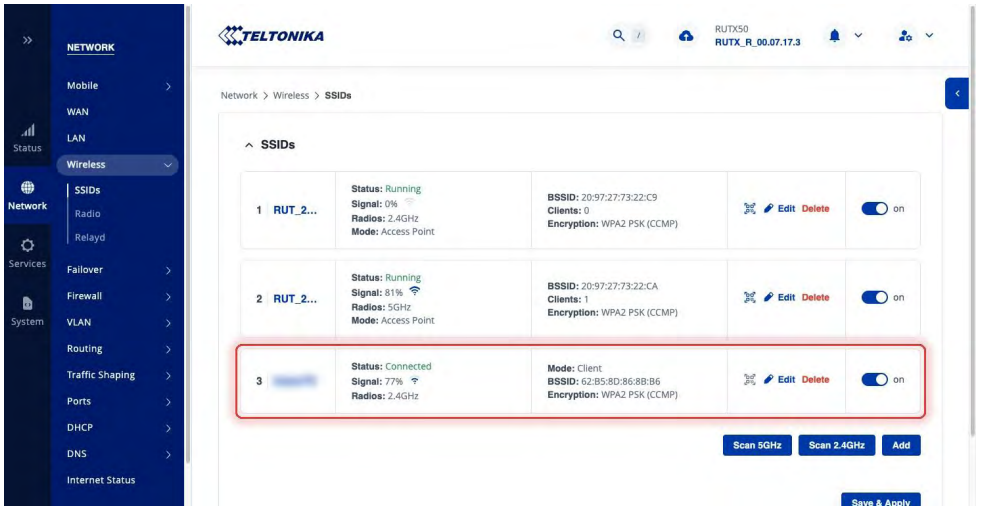 NETWORK
TELTONIKA
/
RUTX50
RUTX_R_00.07.17.3
Mobile
WAN
LAN
Wireless
SSIDs
Radio
Relayd
Failover
Firewall
VLAN
Routing
Traffic Shaping
Ports
DHCP
DNS
Internet Status
Status
Network
Services
System
Network > Wireless > SSIDs
SSIDs
1 RUT_2...
Status: Running
Signal: 0%
Radios: 2.4GHz
Mode: Access Point
BSSID: 20:97:27:73:22:C9
Clients: 0
Encryption: WPA2 PSK (CCMP)
Edit Delete
on
2 RUT_2...
Status: Running
Signal: 81%
Radios: 5GHz
Mode: Access Point
BSSID: 20:97:27:73:22:CA
Clients: 1
Encryption: WPA2 PSK (CCMP)
Edit Delete
on
3
Status: Connected
Signal: 77%
Radios: 2.4GHz
Mode: Client
BSSID: 62:B5:8D:86:8B:B6
Encryption: WPA2 PSK (CCMP)
Edit Delete
on
Scan 5GHz
Scan 2.4GHz
Add
Save & Apply